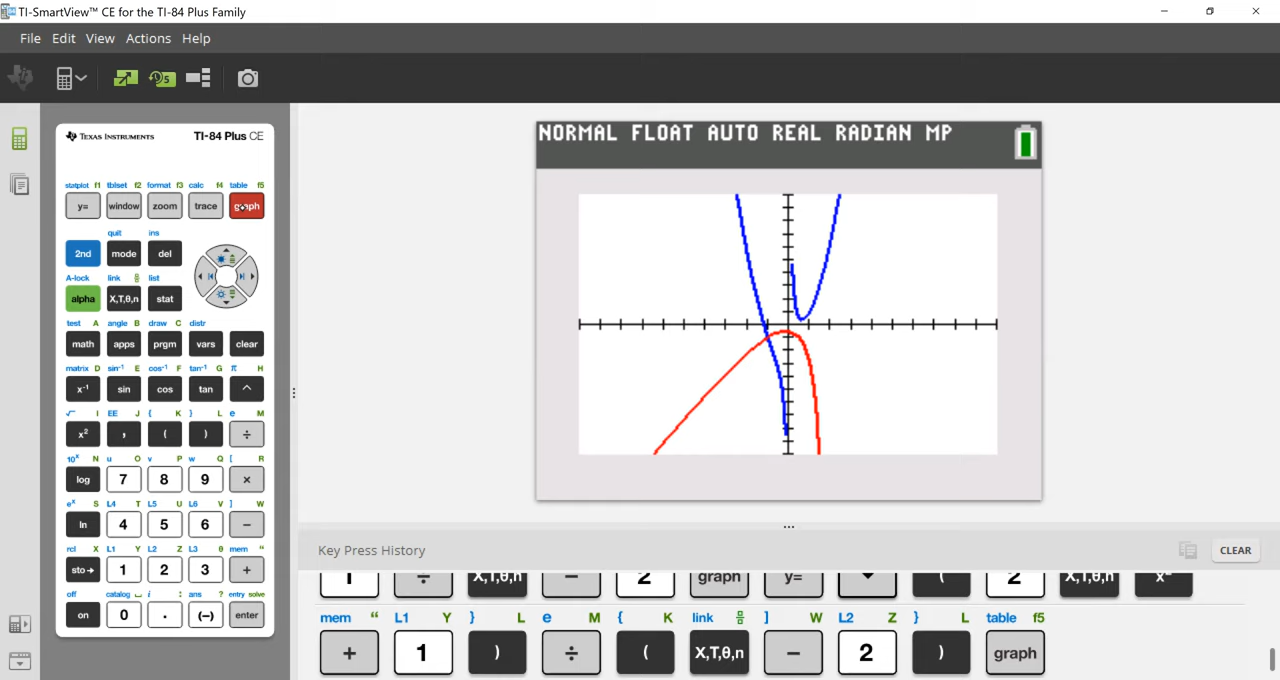 TI-SmartView™ CE for the TI-84 Plus Family
File Edit View Actions Help
TEXAS INSTRUMENTS TI-84 Plus CE
statplot f1 tblset f2 format f3 calc f4 table f5
y= window zoom trace graph
quit ins
2nd mode del
A-lock link list
alpha X,T,θ,n stat
test A angle B draw C distr
math apps prgm vars clear
matrix D sin⁻¹ E cos⁻¹ F tan⁻¹ G π H
x⁻¹ sin cos tan ^
√ I EE J { K } L e M
x² , ( ) ÷
10ˣ N u O v P w Q [ R
log 7 8 9 ×
eˣ S L4 T L5 U L6 V ] W
ln 4 5 6 −
rcl X L1 Y L2 Z L3 θ mem "
sto→ 1 2 3 +
off catalog ⎵ i : ans ? entry solve
on 0 . (−) enter
NORMAL FLOAT AUTO REAL RADIAN MP
Key Press History
CLEAR
1 ÷ X,T,θ,n − 2 graph y= ( 2 X,T,θ,n x²
mem " L1 Y } L e M { K link ] W L2 Z } L table f5
+ 1 ) ÷ ( X,T,θ,n − 2 ) graph